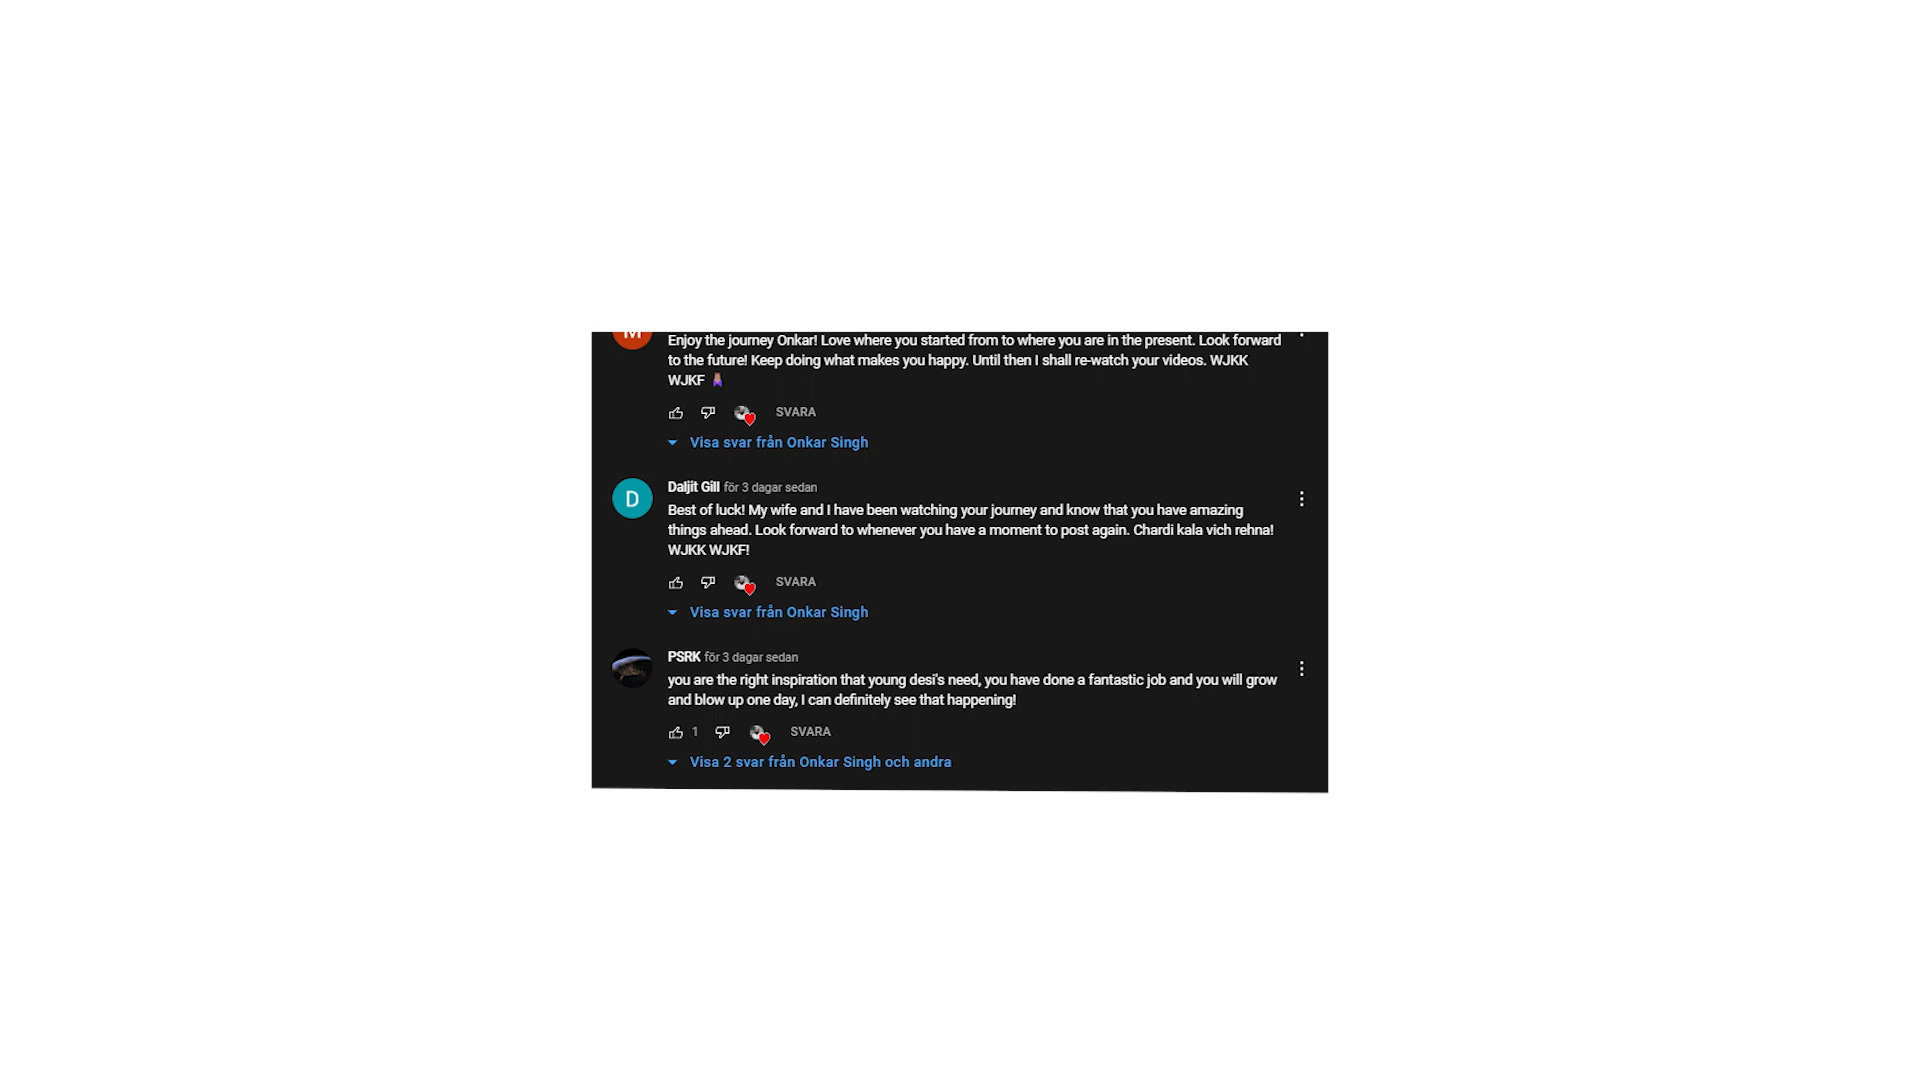 M
Enjoy the journey Onkar! Love where you started from to where you are in the present. Look forward
to the future! Keep doing what makes you happy. Until then I shall re-watch your videos. WJKK
WJKF
SVARA
Visa svar från Onkar Singh
D
Daljit Gill för 3 dagar sedan
Best of luck! My wife and I have been watching your journey and know that you have amazing
things ahead. Look forward to whenever you have a moment to post again. Chardi kala vich rehna!
WJKK WJKF!
SVARA
Visa svar från Onkar Singh
PSRK för 3 dagar sedan
you are the right inspiration that young desi's need, you have done a fantastic job and you will grow
and blow up one day, I can definitely see that happening!
1 SVARA
Visa 2 svar från Onkar Singh och andra